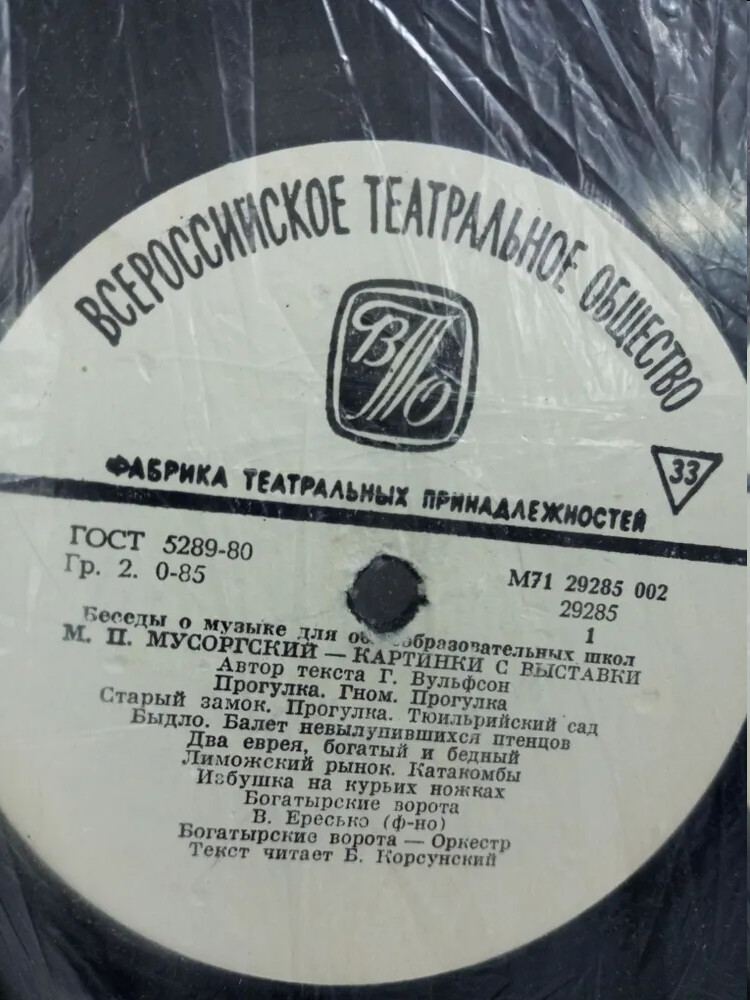 ВСЕРОССИЙСКОЕ ТЕАТРАЛЬНОЕ ОБЩЕСТВО
ВТО
ФАБРИКА ТЕАТРАЛЬНЫХ ПРИНАДЛЕЖНОСТЕЙ
33
ГОСТ 5289-80
Гр. 2. 0-85
М71 29285 002
29285
1
Беседы о музыке для общеобразовательных школ
М. П. МУСОРГСКИЙ — КАРТИНКИ С ВЫСТАВКИ
Автор текста Г. Вульфсон
Прогулка. Гном. Прогулка
Старый замок. Прогулка. Тюильрийский сад
Быдло. Балет невылупившихся птенцов
Два еврея, богатый и бедный
Лиможский рынок. Катакомбы
Избушка на курьих ножках
Богатырские ворота
В. Ересько (ф-но)
Богатырские ворота — Оркестр
Текст читает Б. Корсунский